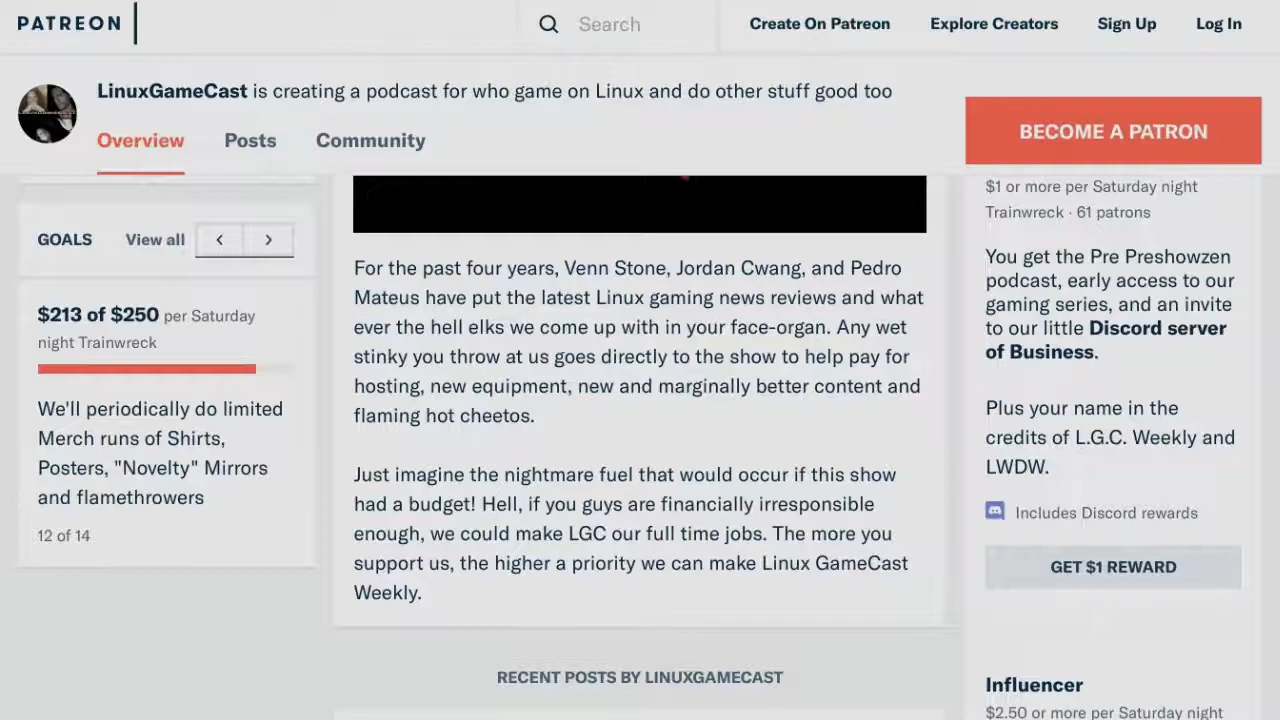 PATREON
Search
Create On Patreon
Explore Creators
Sign Up
Log In
LinuxGameCast is creating a podcast for who game on Linux and do other stuff good too
Overview
Posts
Community
BECOME A PATRON
GOALS
View all
$213 of $250 per Saturday
night Trainwreck
We'll periodically do limited
Merch runs of Shirts,
Posters, "Novelty" Mirrors
and flamethrowers
12 of 14
For the past four years, Venn Stone, Jordan Cwang, and Pedro
Mateus have put the latest Linux gaming news reviews and what
ever the hell elks we come up with in your face-organ. Any wet
stinky you throw at us goes directly to the show to help pay for
hosting, new equipment, new and marginally better content and
flaming hot cheetos.
Just imagine the nightmare fuel that would occur if this show
had a budget! Hell, if you guys are financially irresponsible
enough, we could make LGC our full time jobs. The more you
support us, the higher a priority we can make Linux GameCast
Weekly.
RECENT POSTS BY LINUXGAMECAST
$1 or more per Saturday night
Trainwreck · 61 patrons
You get the Pre Preshowzen
podcast, early access to our
gaming series, and an invite
to our little Discord server
of Business.
Plus your name in the
credits of L.G.C. Weekly and
LWDW.
Includes Discord rewards
GET $1 REWARD
Influencer
$2.50 or more per Saturday night